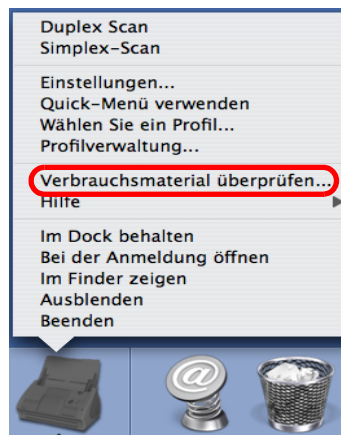 Duplex Scan
Simplex-Scan
Einstellungen...
Quick-Menü verwenden
Wählen Sie ein Profil...
Profilverwaltung...
Verbrauchsmaterial überprüfen...
Hilfe
Im Dock behalten
Bei der Anmeldung öffnen
Im Finder zeigen
Ausblenden
Beenden
@